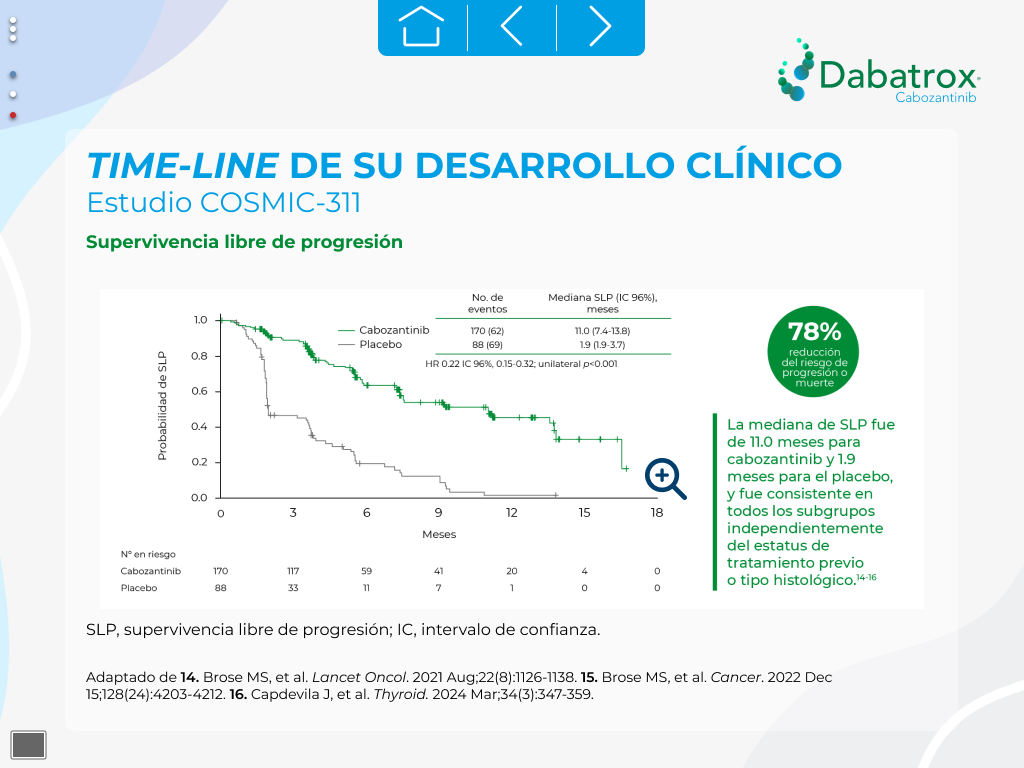 Dabatrox
Cabozantinib
TIME-LINE DE SU DESARROLLO CLÍNICO
Estudio COSMIC-311
Supervivencia libre de progresión
No. de eventos
Mediana SLP (IC 96%), meses
Cabozantinib 170 (62) 11.0 (7.4-13.8)
Placebo 88 (69) 1.9 (1.9-3.7)
HR 0.22 IC 96%, 0.15-0.32; unilateral p<0.001
Probabilidad de SLP
1.0
0.8
0.6
0.4
0.2
0.0
0 3 6 9 12 15 18
Meses
N° en riesgo
Cabozantinib 170 117 59 41 20 4 0
Placebo 88 33 11 7 1 0 0
78%
reducción
del riesgo de
progresión o
muerte
La mediana de SLP fue
de 11.0 meses para
cabozantinib y 1.9
meses para el placebo,
y fue consistente en
todos los subgrupos
independientemente
del estatus de
tratamiento previo
o tipo histológico.14-16
SLP, supervivencia libre de progresión; IC, intervalo de confianza.
Adaptado de 14. Brose MS, et al. Lancet Oncol. 2021 Aug;22(8):1126-1138. 15. Brose MS, et al. Cancer. 2022 Dec
15;128(24):4203-4212. 16. Capdevila J, et al. Thyroid. 2024 Mar;34(3):347-359.